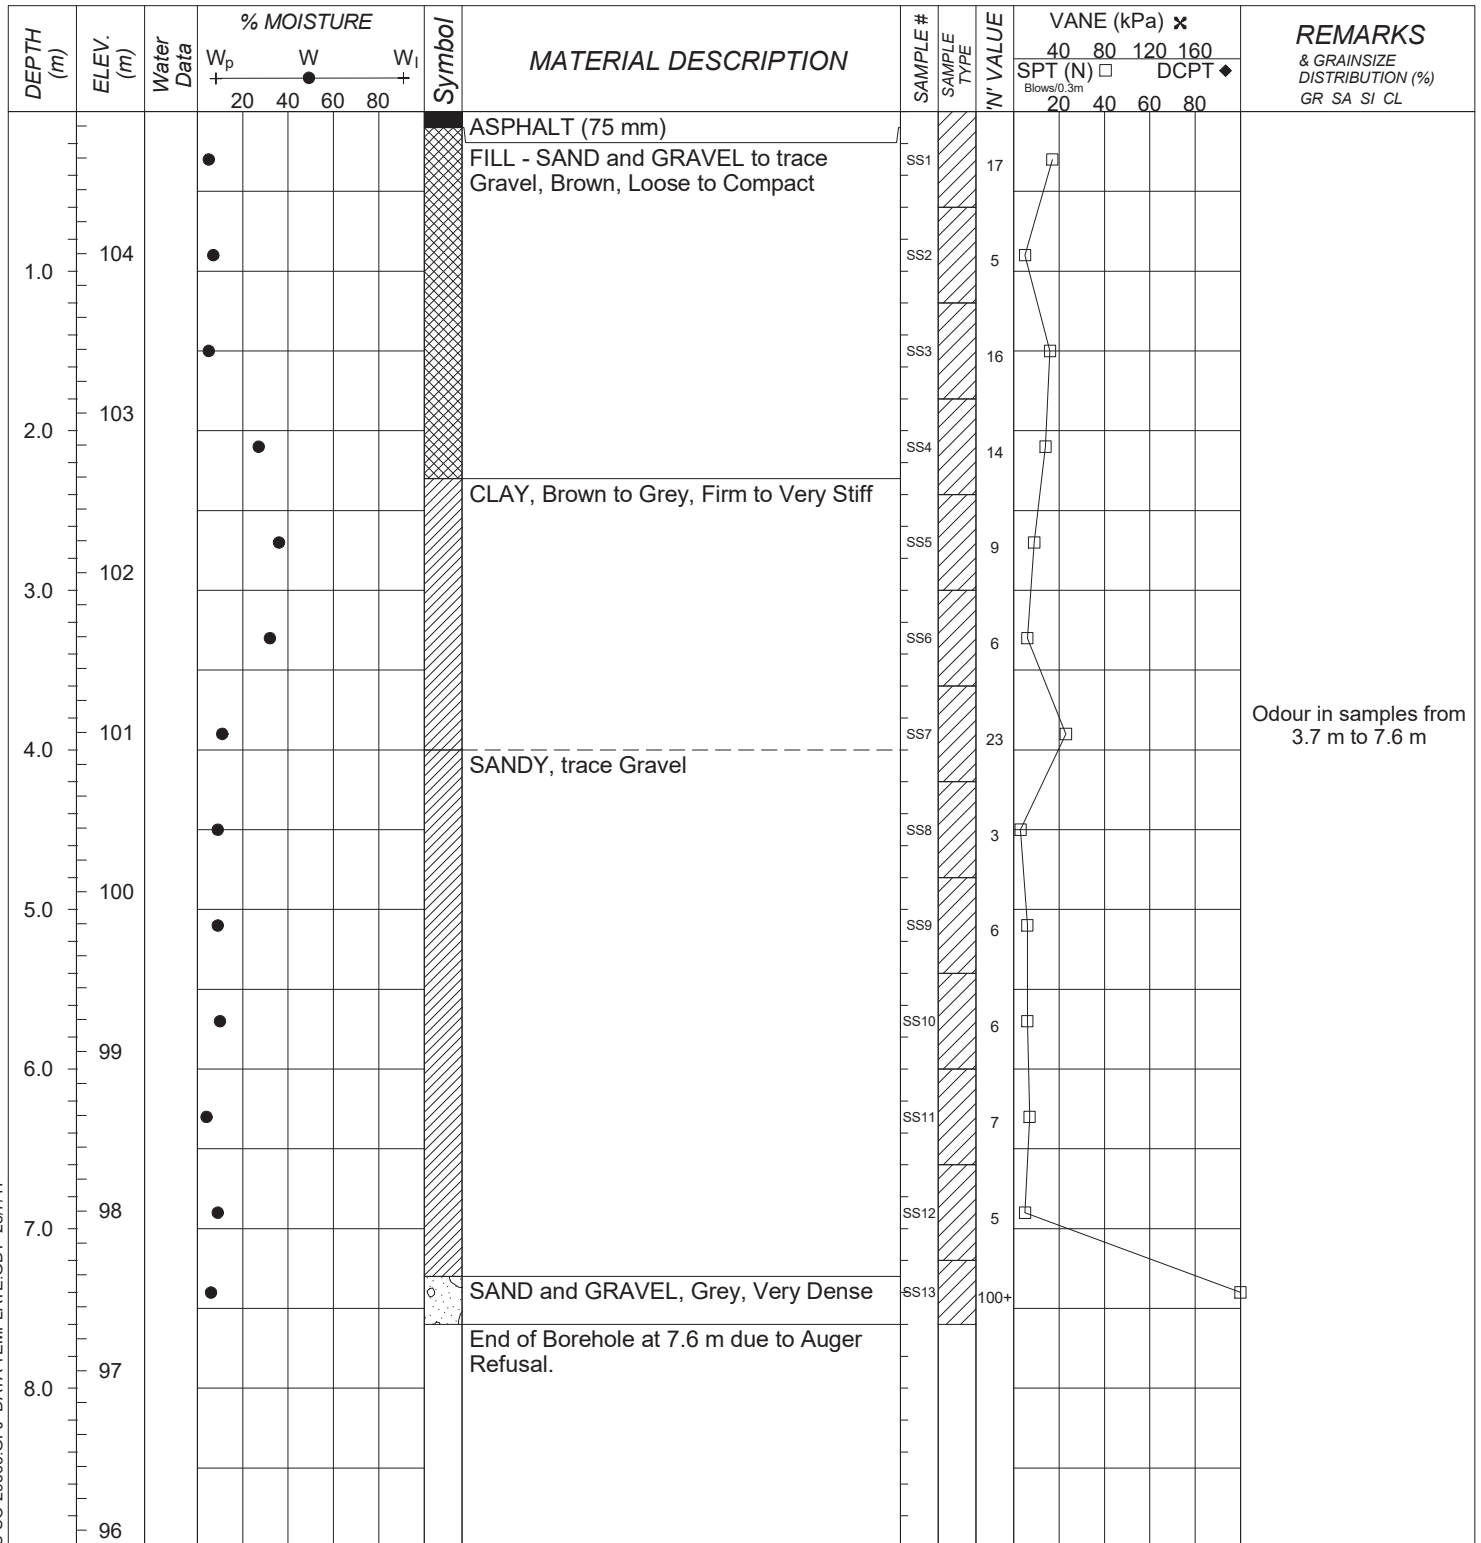 DEPTH (m)
ELEV. (m)
Water Data
% MOISTURE
Wp W Wl
20 40 60 80
Symbol
MATERIAL DESCRIPTION
SAMPLE #
SAMPLE TYPE
'N' VALUE
VANE (kPa)
40 80 120 160
SPT (N) DCPT
Blows/0.3m
20 40 60 80
REMARKS
& GRAINSIZE
DISTRIBUTION (%)
GR SA SI CL
ASPHALT (75 mm)
FILL - SAND and GRAVEL to trace
Gravel, Brown, Loose to Compact
SS1 17
104 SS2 5
1.0
SS3 16
103
2.0
SS4 14
CLAY, Brown to Grey, Firm to Very Stiff
SS5 9
102
3.0
SS6 6
Odour in samples from
3.7 m to 7.6 m
101 SS7 23
4.0
SANDY, trace Gravel
SS8 3
100
5.0
SS9 6
SS10 6
99
6.0
SS11 7
98 SS12 5
7.0
SAND and GRAVEL, Grey, Very Dense
SS13 100+
End of Borehole at 7.6 m due to Auger
Refusal.
97
8.0
96